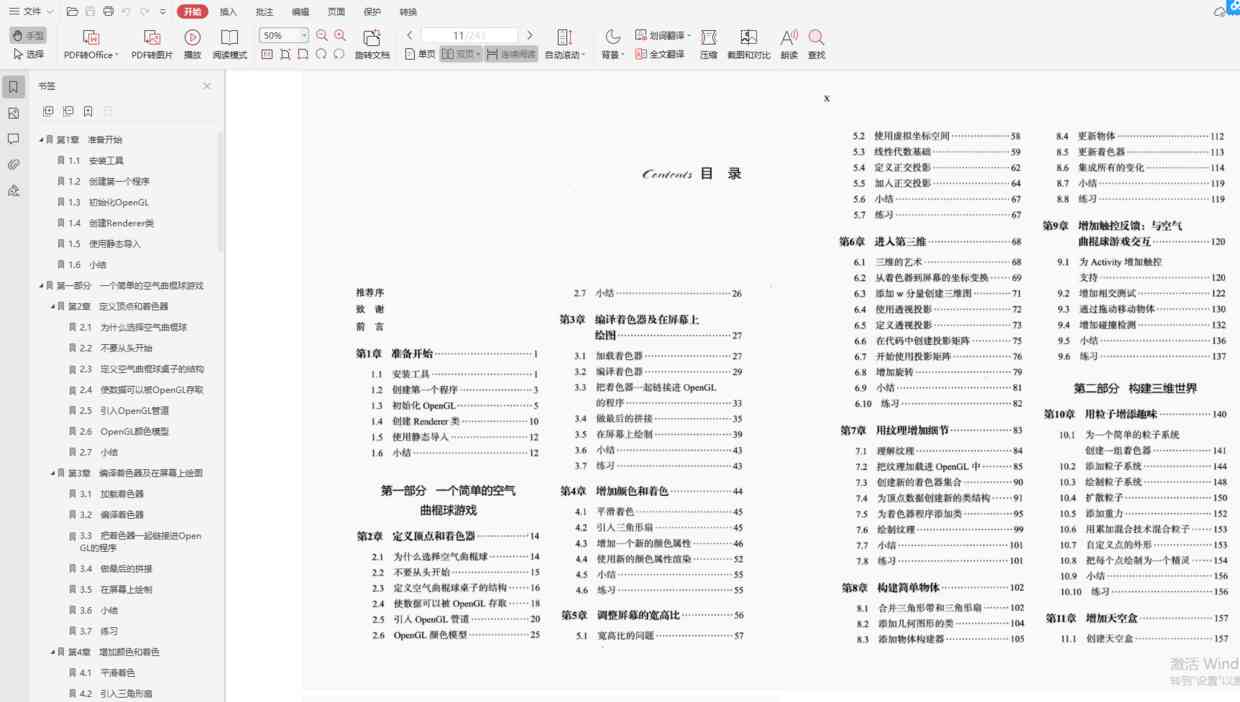 文件
开始 插入 批注 编辑 页面 保护 转换
手型
选择
PDF转Office
PDF转图片
播放
阅读模式
50%
旋转文档
11/241
单页 双页 连续阅读
自动滚动
背景
划词翻译
全文翻译
压缩
截图和对比
朗读
查找
书签
第1章 准备开始
1.1 安装工具
1.2 创建第一个程序
1.3 初始化OpenGL
1.4 创建Renderer类
1.5 使用静态导入
1.6 小结
第一部分 一个简单的空气曲棍球游戏
第2章 定义顶点和着色器
2.1 为什么选择空气曲棍球
2.2 不要从头开始
2.3 定义空气曲棍球桌子的结构
2.4 使数据可以被OpenGL存取
2.5 引入OpenGL管道
2.6 OpenGL颜色模型
2.7 小结
第3章 编译着色器及在屏幕上绘图
3.1 加载着色器
3.2 编译着色器
3.3 把着色器一起链接进Open
GL的程序
3.4 做最后的拼接
3.5 在屏幕上绘制
3.6 小结
3.7 练习
第4章 增加颜色和着色
4.1 平滑着色
4.2 引入三角形扇
Contents 目 录
推荐序
致 谢
前 言
第1章 准备开始 1
1.1 安装工具 1
1.2 创建第一个程序 3
1.3 初始化 OpenGL 5
1.4 创建 Renderer 类 10
1.5 使用静态导入 12
1.6 小结 12
第一部分 一个简单的空气
曲棍球游戏
第2章 定义顶点和着色器 14
2.1 为什么选择空气曲棍球 14
2.2 不要从头开始 15
2.3 定义空气曲棍球桌子的结构 16
2.4 使数据可以被 OpenGL 存取 18
2.5 引入 OpenGL 管道 20
2.6 OpenGL 颜色模型 25
2.7 小结 26
第3章 编译着色器及在屏幕上
绘图 27
3.1 加载着色器 27
3.2 编译着色器 29
3.3 把着色器一起链接进 OpenGL
的程序 33
3.4 做最后的拼接 35
3.5 在屏幕上绘制 39
3.6 小结 43
3.7 练习 43
第4章 增加颜色和着色 44
4.1 平滑着色 45
4.2 引入三角形扇 45
4.3 增加一个新的颜色属性 46
4.4 使用新的颜色属性渲染 52
4.5 小结 55
4.6 练习 55
第5章 调整屏幕的宽高比 56
5.1 宽高比的问题 57
x
5.2 使用虚拟坐标空间 58
5.3 线性代数基础 59
5.4 定义正交投影 62
5.5 加入正交投影 64
5.6 小结 67
5.7 练习 67
第6章 进入第三维 68
6.1 三维的艺术 68
6.2 从着色器到屏幕的坐标变换 69
6.3 添加 w 分量创建三维图 71
6.4 使用透视投影 72
6.5 定义透视投影 73
6.6 在代码中创建投影矩阵 75
6.7 开始使用投影矩阵 76
6.8 增加旋转 79
6.9 小结 81
6.10 练习 82
第7章 用纹理增加细节 83
7.1 理解纹理 84
7.2 把纹理加载进 OpenGL 中 85
7.3 创建新的着色器集合 90
7.4 为顶点数据创建新的类结构 91
7.5 为着色器程序添加类 95
7.6 绘制纹理 99
7.7 小结 101
7.8 练习 101
第8章 构建简单物体 102
8.1 合并三角形带和三角形扇 102
8.2 添加几何图形的类 104
8.3 添加物体构建器 105
8.4 更新物体 112
8.5 更新着色器 113
8.6 集成所有的变化 114
8.7 小结 119
8.8 练习 119
第9章 增加触控反馈：与空气
曲棍球游戏交互 120
9.1 为 Activity 增加触控
支持 120
9.2 增加相交测试 122
9.3 通过拖动移动物体 130
9.4 增加碰撞检测 132
9.5 小结 136
9.6 练习 137
第二部分 构建三维世界
第10章 用粒子增添趣味 140
10.1 为一个简单的粒子系统
创建一组着色器 141
10.2 添加粒子系统 144
10.3 绘制粒子系统 148
10.4 扩散粒子 150
10.5 添加重力 152
10.6 用累加混合技术混合粒子 153
10.7 自定义点的外形 153
10.8 把每个点绘制为一个精灵 154
10.9 小结 156
10.10 练习 156
第11章 增加天空盒 157
11.1 创建天空盒 157
激活 Wind
转到"设置"以激